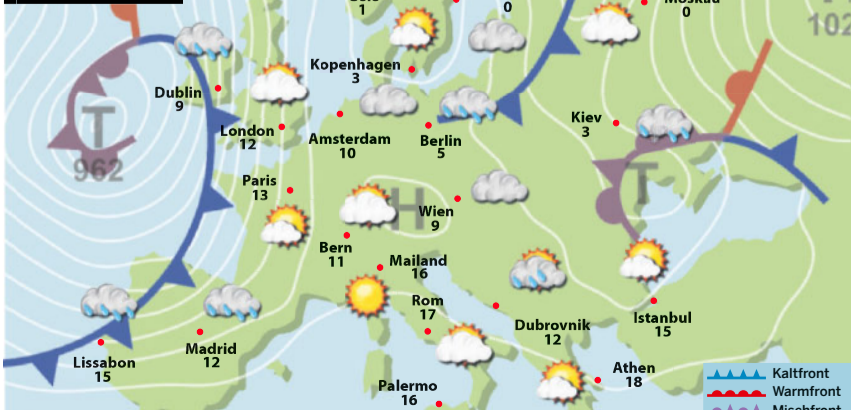 1
0
Moskau
0
102
Kopenhagen
3
Dublin
9
T
962
London
12
Amsterdam
10
Berlin
5
Kiev
3
Paris
13
T
H
Wien
9
Bern
11
Mailand
16
Rom
17
Dubrovnik
12
Istanbul
15
Lissabon
15
Madrid
12
Palermo
16
Athen
18
Kaltfront
Warmfront
Mischfront